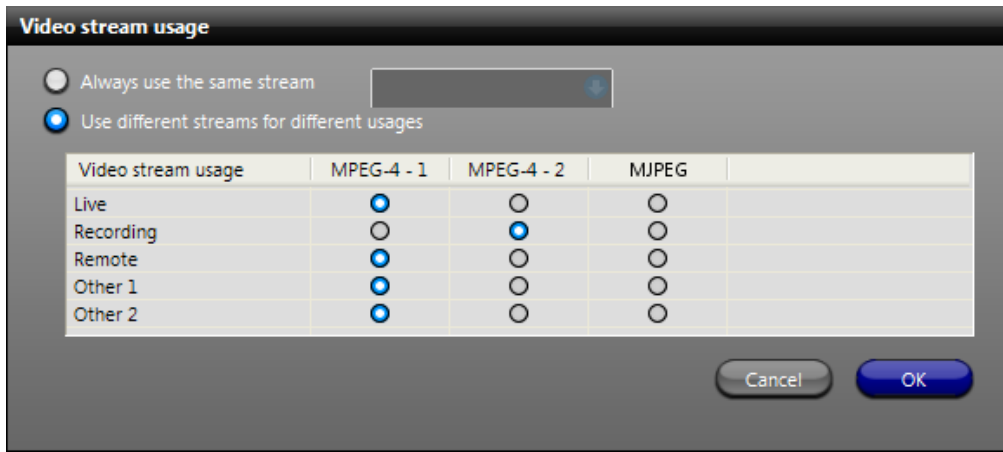 Video stream usage
Always use the same stream
Use different streams for different usages
Video stream usage MPEG-4 - 1 MPEG-4 - 2 MJPEG
Live
Recording
Remote
Other 1
Other 2
Cancel OK